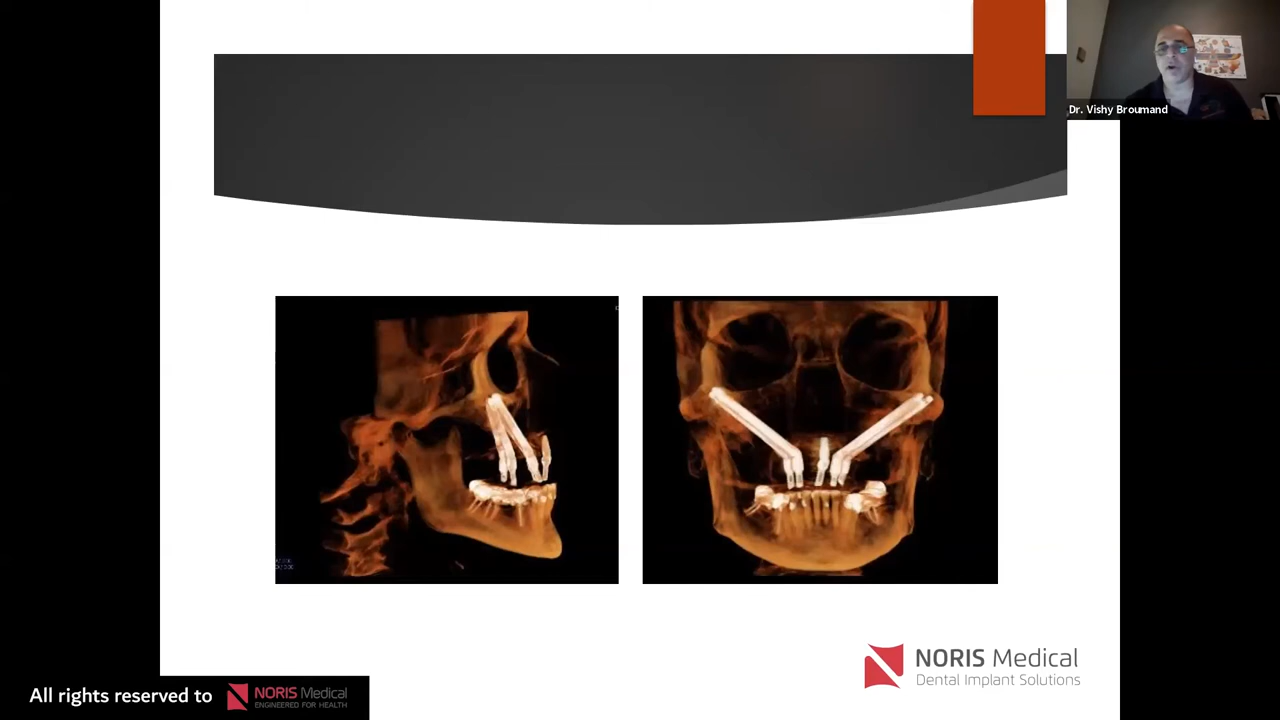 Dr. Vishy Broumand
NORIS Medical
Dental Implant Solutions
All rights reserved to
NORIS Medical
ENGINEERED FOR HEALTH